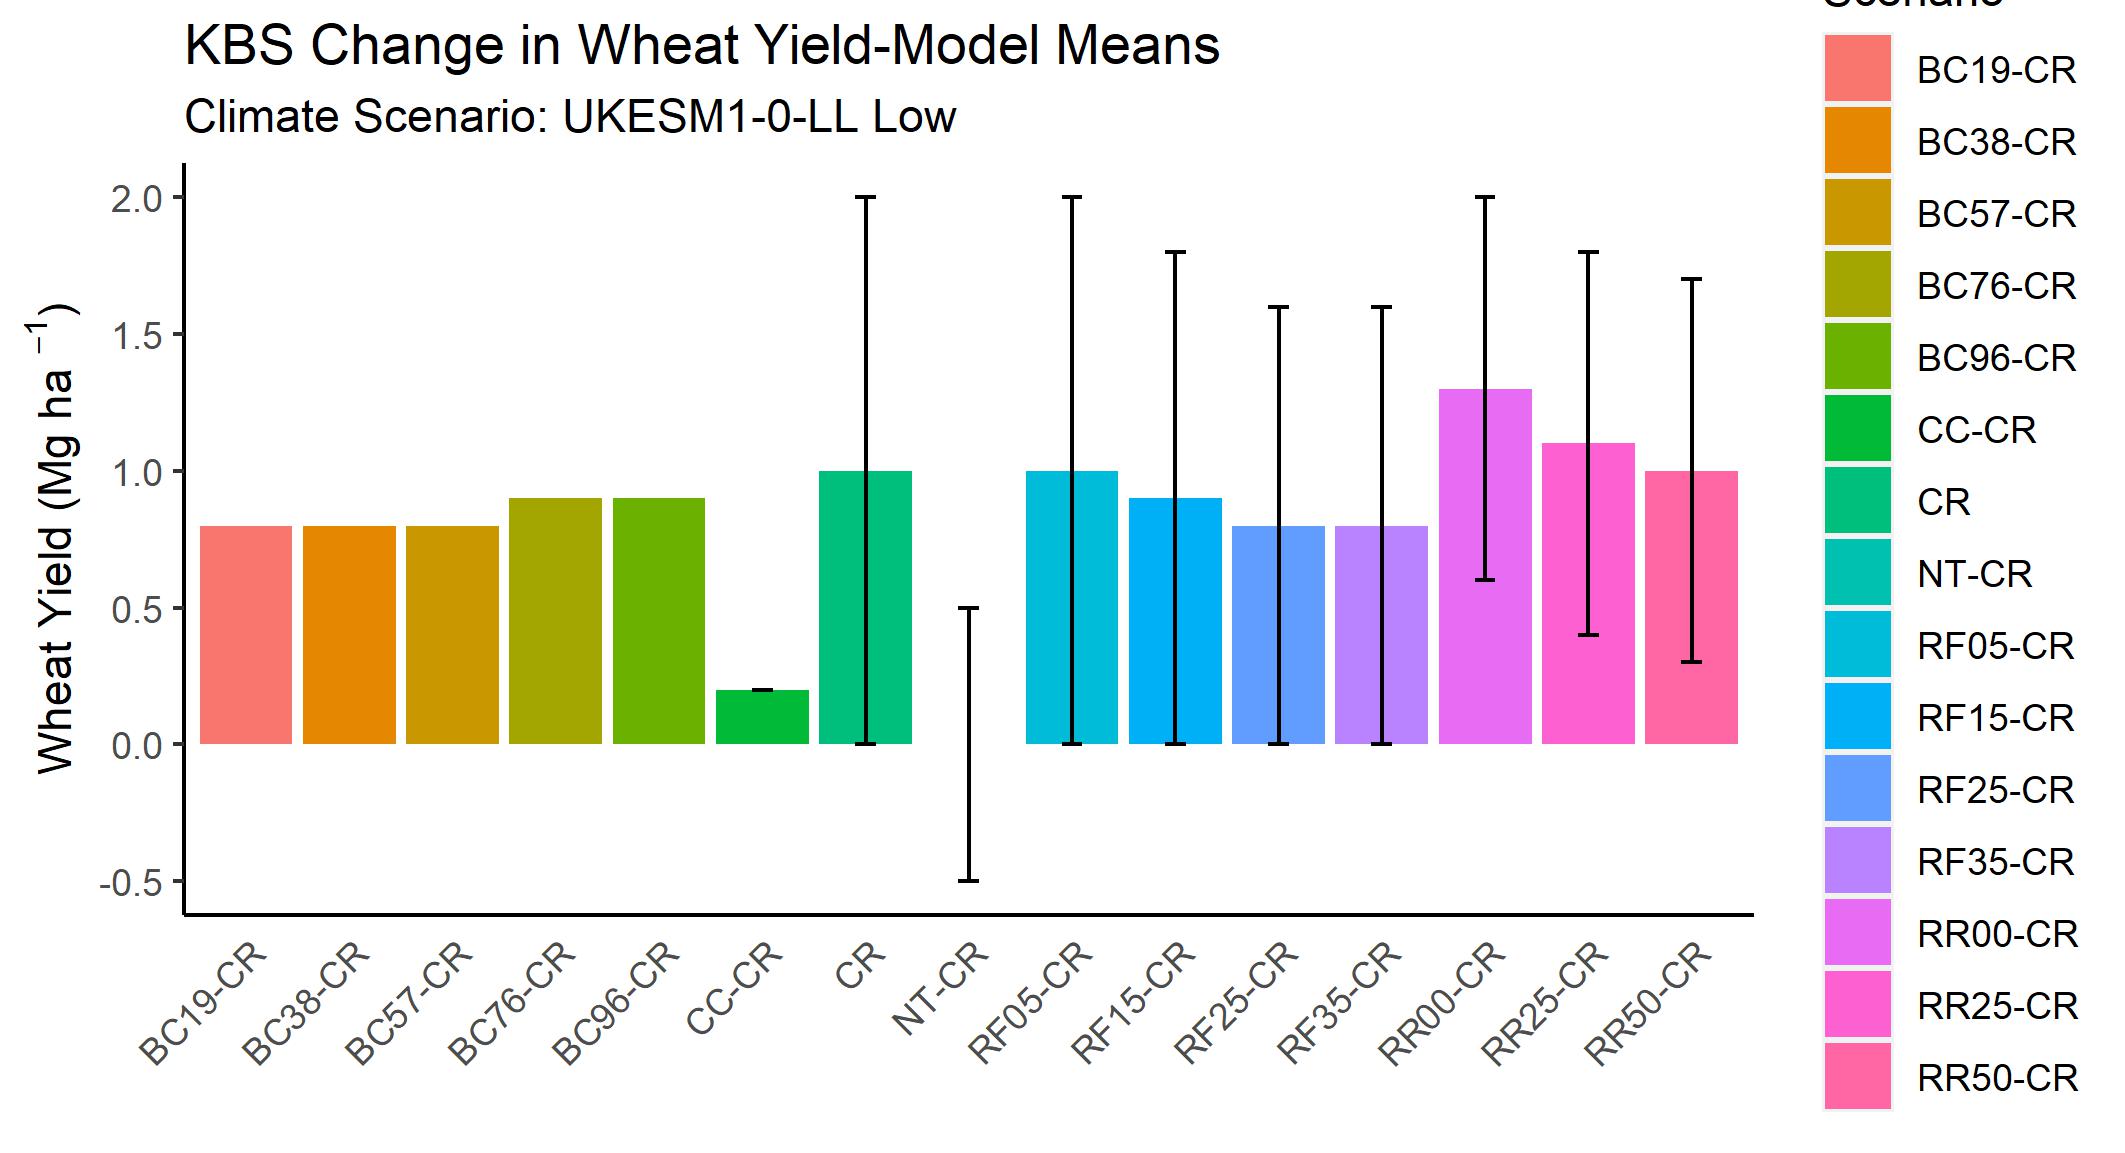 KBS Change in Wheat Yield-Model Means
Climate Scenario: UKESM1-0-LL Low
Wheat Yield (Mg ha ⁻¹)
2.0
1.5
1.0
0.5
0.0
-0.5
BC19-CR
BC38-CR
BC57-CR
BC76-CR
BC96-CR
CC-CR
CR
NT-CR
RF05-CR
RF15-CR
RF25-CR
RF35-CR
RR00-CR
RR25-CR
RR50-CR
Scenario
BC19-CR
BC38-CR
BC57-CR
BC76-CR
BC96-CR
CC-CR
CR
NT-CR
RF05-CR
RF15-CR
RF25-CR
RF35-CR
RR00-CR
RR25-CR
RR50-CR